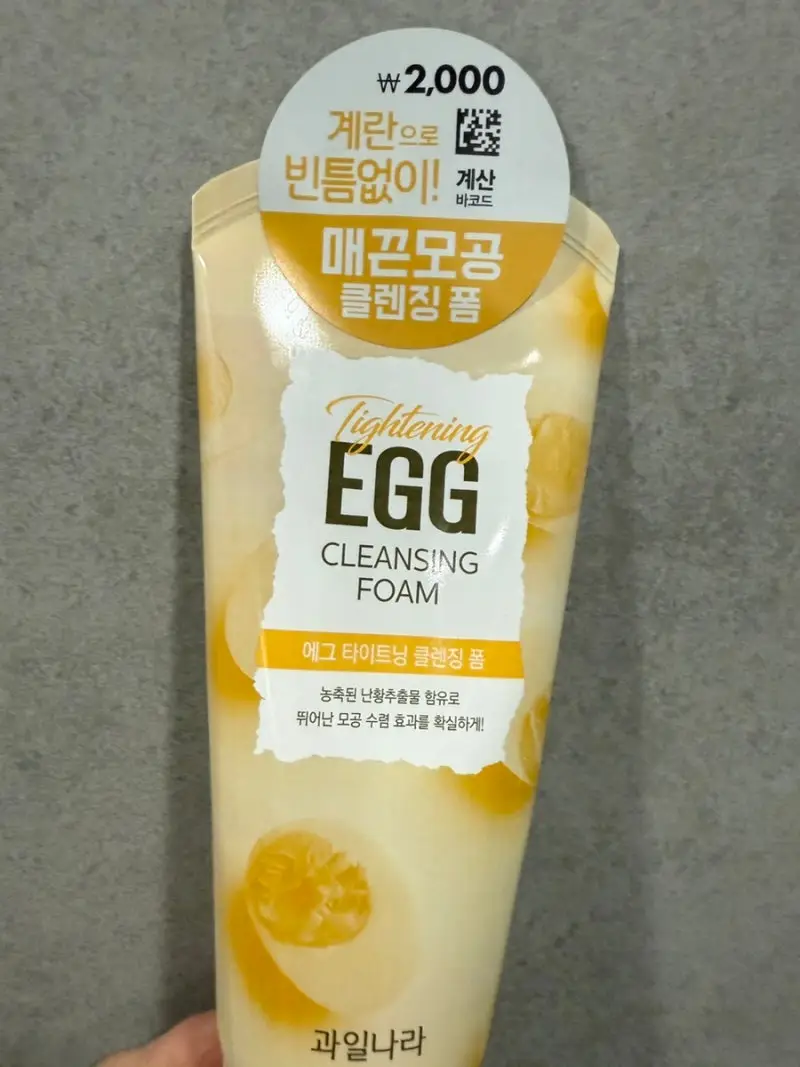 ₩2,000
계란으로
빈틈없이!
계산
바코드
매끈모공
클렌징 폼
Tightening
EGG
CLEANSING
FOAM
에그 타이트닝 클렌징 폼
농축된 난황추출물 함유로
뛰어난 모공 수렴 효과를 확실하게!
과일나라